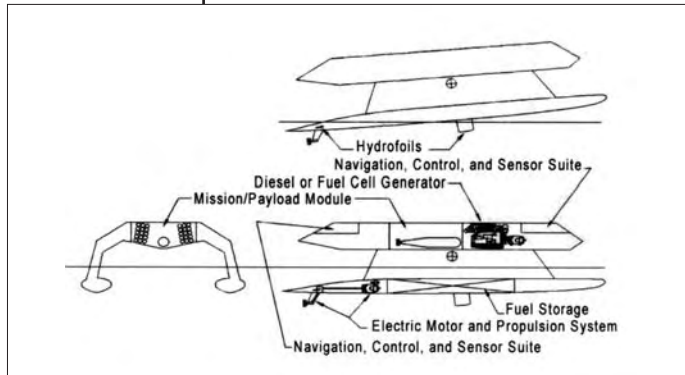 Hydrofoils
Navigation, Control, and Sensor Suite
Diesel or Fuel Cell Generator
Mission/Payload Module
Fuel Storage
Electric Motor and Propulsion System
Navigation, Control, and Sensor Suite